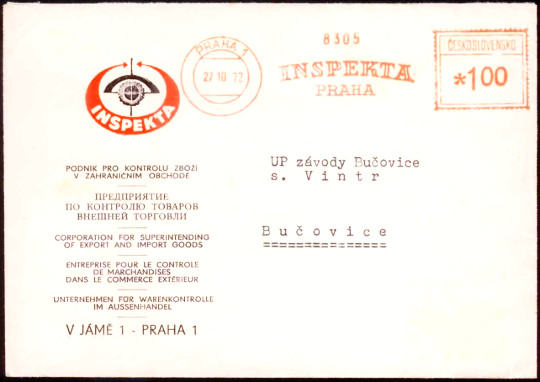 8305
PRAHA 1
27 10 72
INSPEKTA
PRAHA
ČESKOSLOVENSKO
*100
INSPEKTA
PODNIK PRO KONTROLU ZBOŽÍ
V ZAHRANIČNÍM OBCHODĚ
ПРЕДПРИЯТИЕ
ПО КОНТРОЛЮ ТОВАРОВ
ВНЕШНЕЙ ТОРГОВЛИ
CORPORATION FOR SUPERINTENDING
OF EXPORT AND IMPORT GOODS
ENTREPRISE POUR LE CONTROLE
DE MARCHANDISES
DANS LE COMMERCE EXTÉRIEUR
UNTERNEHMEN FÜR WARENKONTROLLE
IM AUSSENHANDEL
V JÁMĚ 1 - PRAHA 1
UP závody Bučovice
s. Vintr
Bučovice